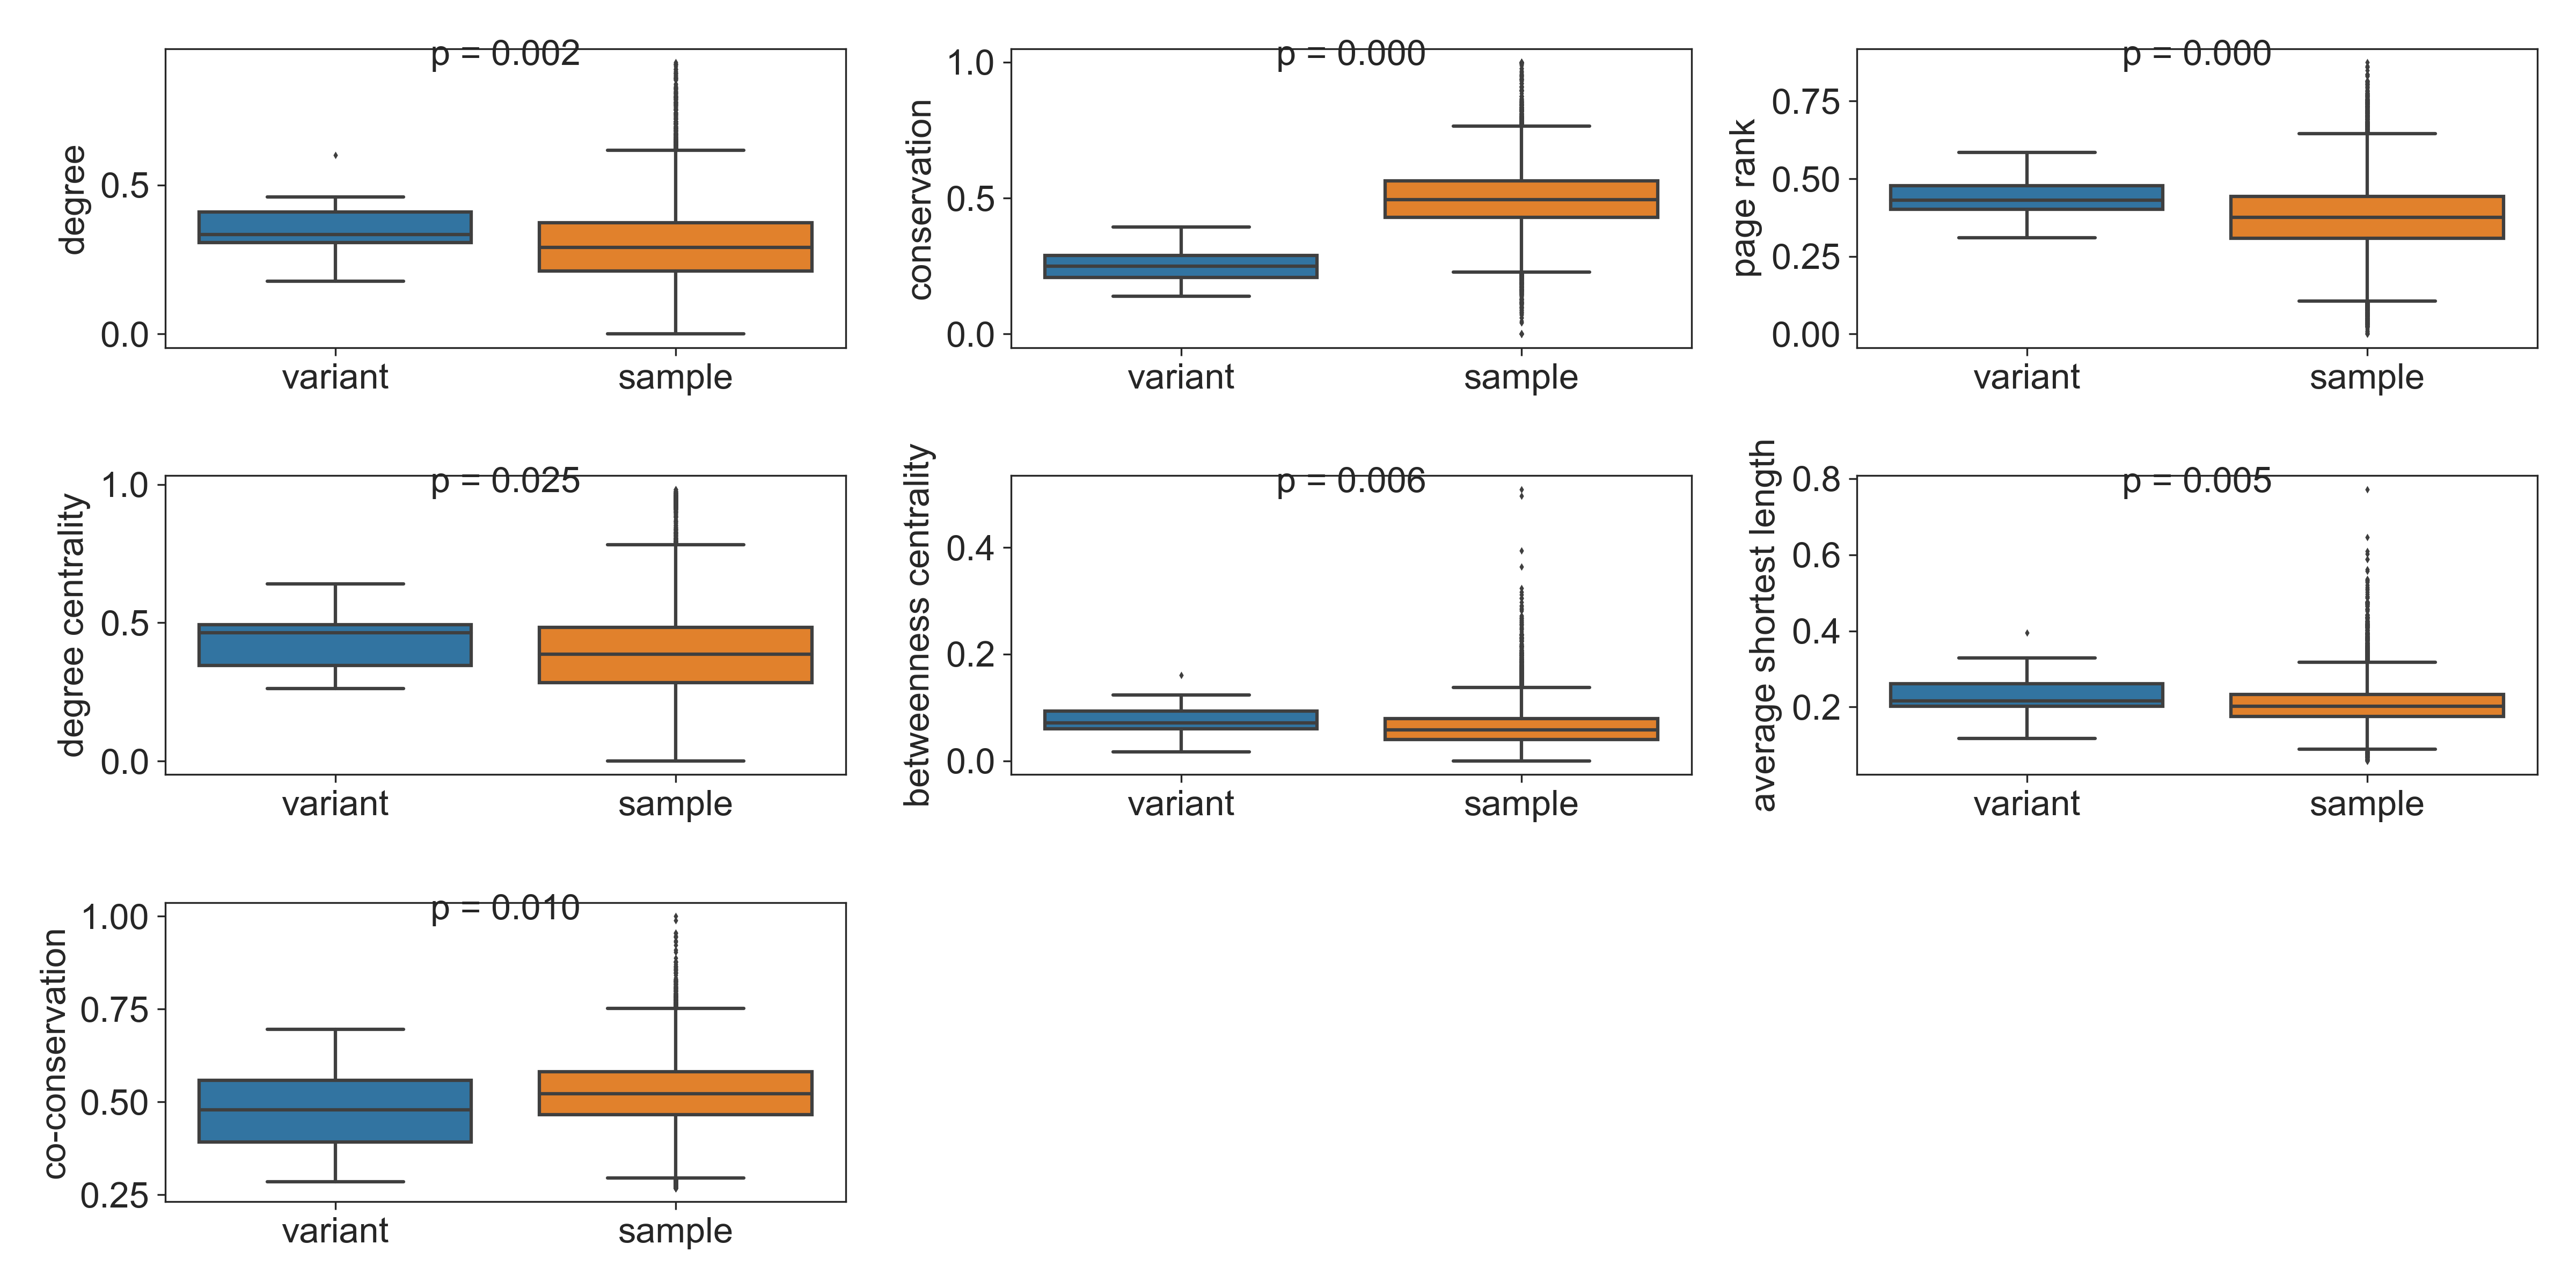 p = 0.002
degree
0.5
0.0
variant
sample
p = 0.000
conservation
1.0
0.5
0.0
variant
sample
p = 0.000
page rank
0.75
0.50
0.25
0.00
variant
sample
p = 0.025
degree centrality
1.0
0.5
0.0
variant
sample
p = 0.006
betweenness centrality
0.4
0.2
0.0
variant
sample
p = 0.005
average shortest length
0.8
0.6
0.4
0.2
variant
sample
p = 0.010
co-conservation
1.00
0.75
0.50
0.25
variant
sample